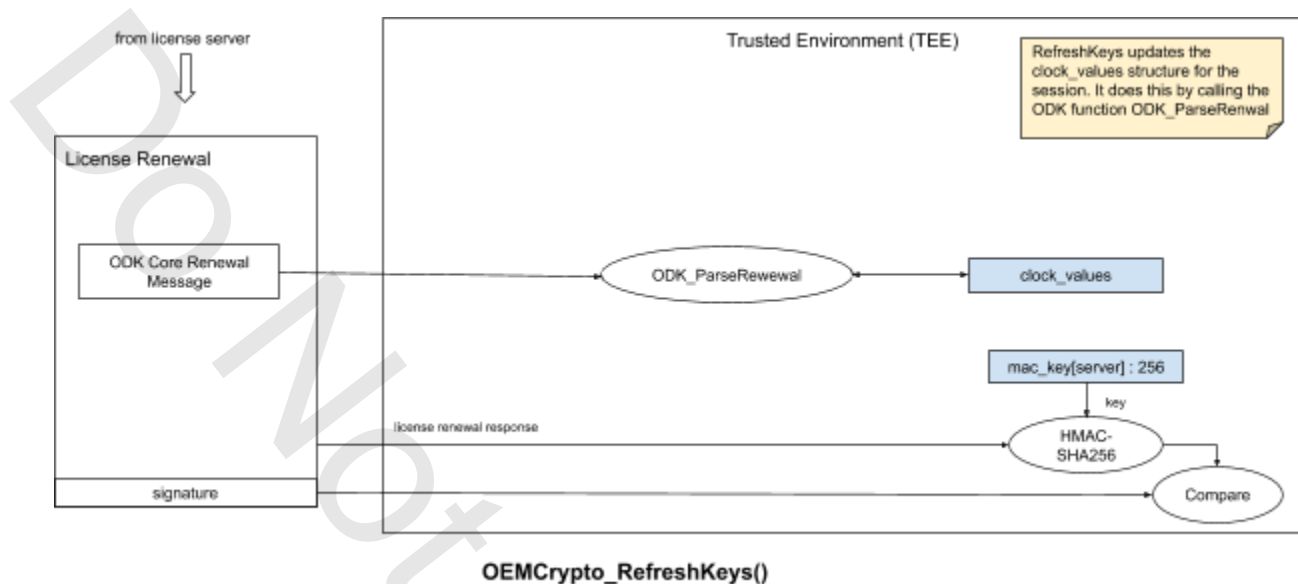 from license server
Trusted Environment (TEE)
RefreshKeys updates the
clock_values structure for the
session. It does this by calling the
ODK function ODK_ParseRenwal
License Renewal
ODK Core Renewal
Message
ODK_ParseRewewal
clock_values
mac_key[server] : 256
key
license renewal response
HMAC-
SHA256
signature
Compare
Do Not
OEMCrypto_RefreshKeys()